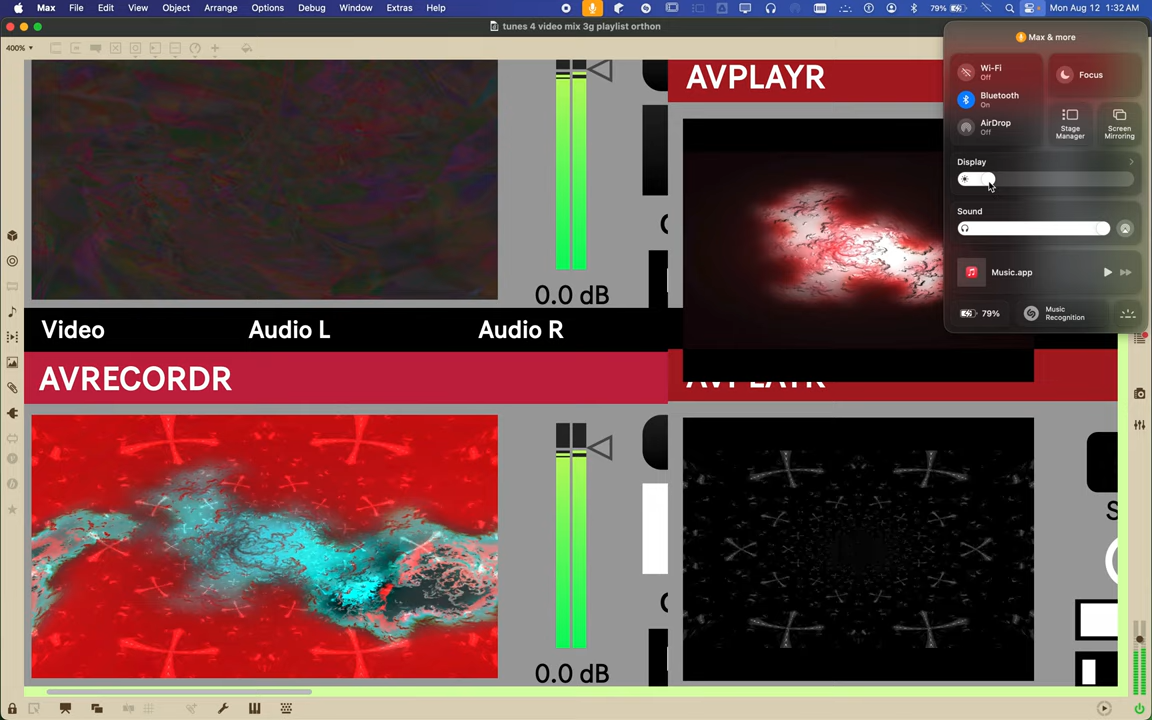 Max File Edit View Object Arrange Options Debug Window Extras Help
79%
Mon Aug 12 1:32 AM
tunes 4 video mix 3g playlist orthon
400%
Max & more
Wi-Fi
Off
Bluetooth
On
AirDrop
Off
Focus
Stage
Manager
Screen
Mirroring
Display
Sound
Music.app
79%
Music
Recognition
AVPLAYR
0.0 dB
Video Audio L Audio R
AVRECORDR
0.0 dB